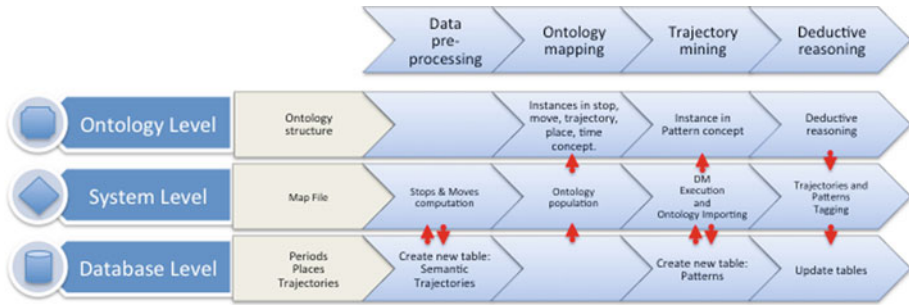 Data
pre-
processing
Ontology
mapping
Trajectory
mining
Deductive
reasoning
Ontology Level
Ontology
structure
Instances in stop,
move, trajectory,
place, time
concept.
Instance in
Pattern concept
Deductive
reasoning
System Level
Map File
Stops & Moves
computation
Ontology
population
DM
Execution
and
Ontology Importing
Trajectories and
Patterns
Tagging
Database Level
Periods
Places
Trajectories
Create new table:
Semantic
Trajectories
Create new table:
Patterns
Update tables